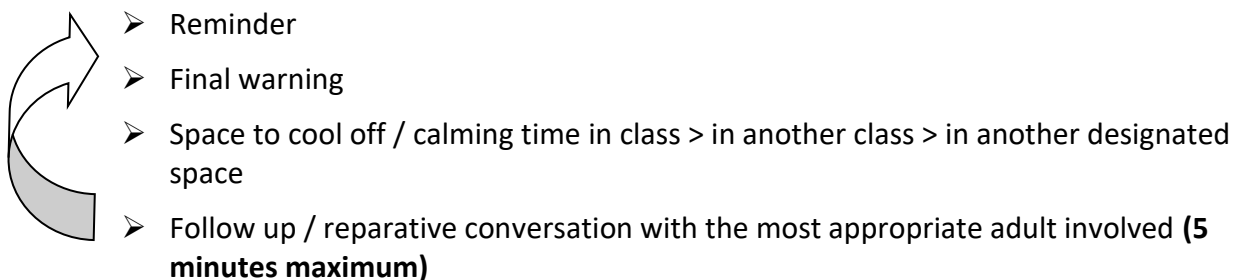 ➢ Reminder
➢ Final warning
➢ Space to cool off / calming time in class > in another class > in another designated
space
➢ Follow up / reparative conversation with the most appropriate adult involved (5
minutes maximum)